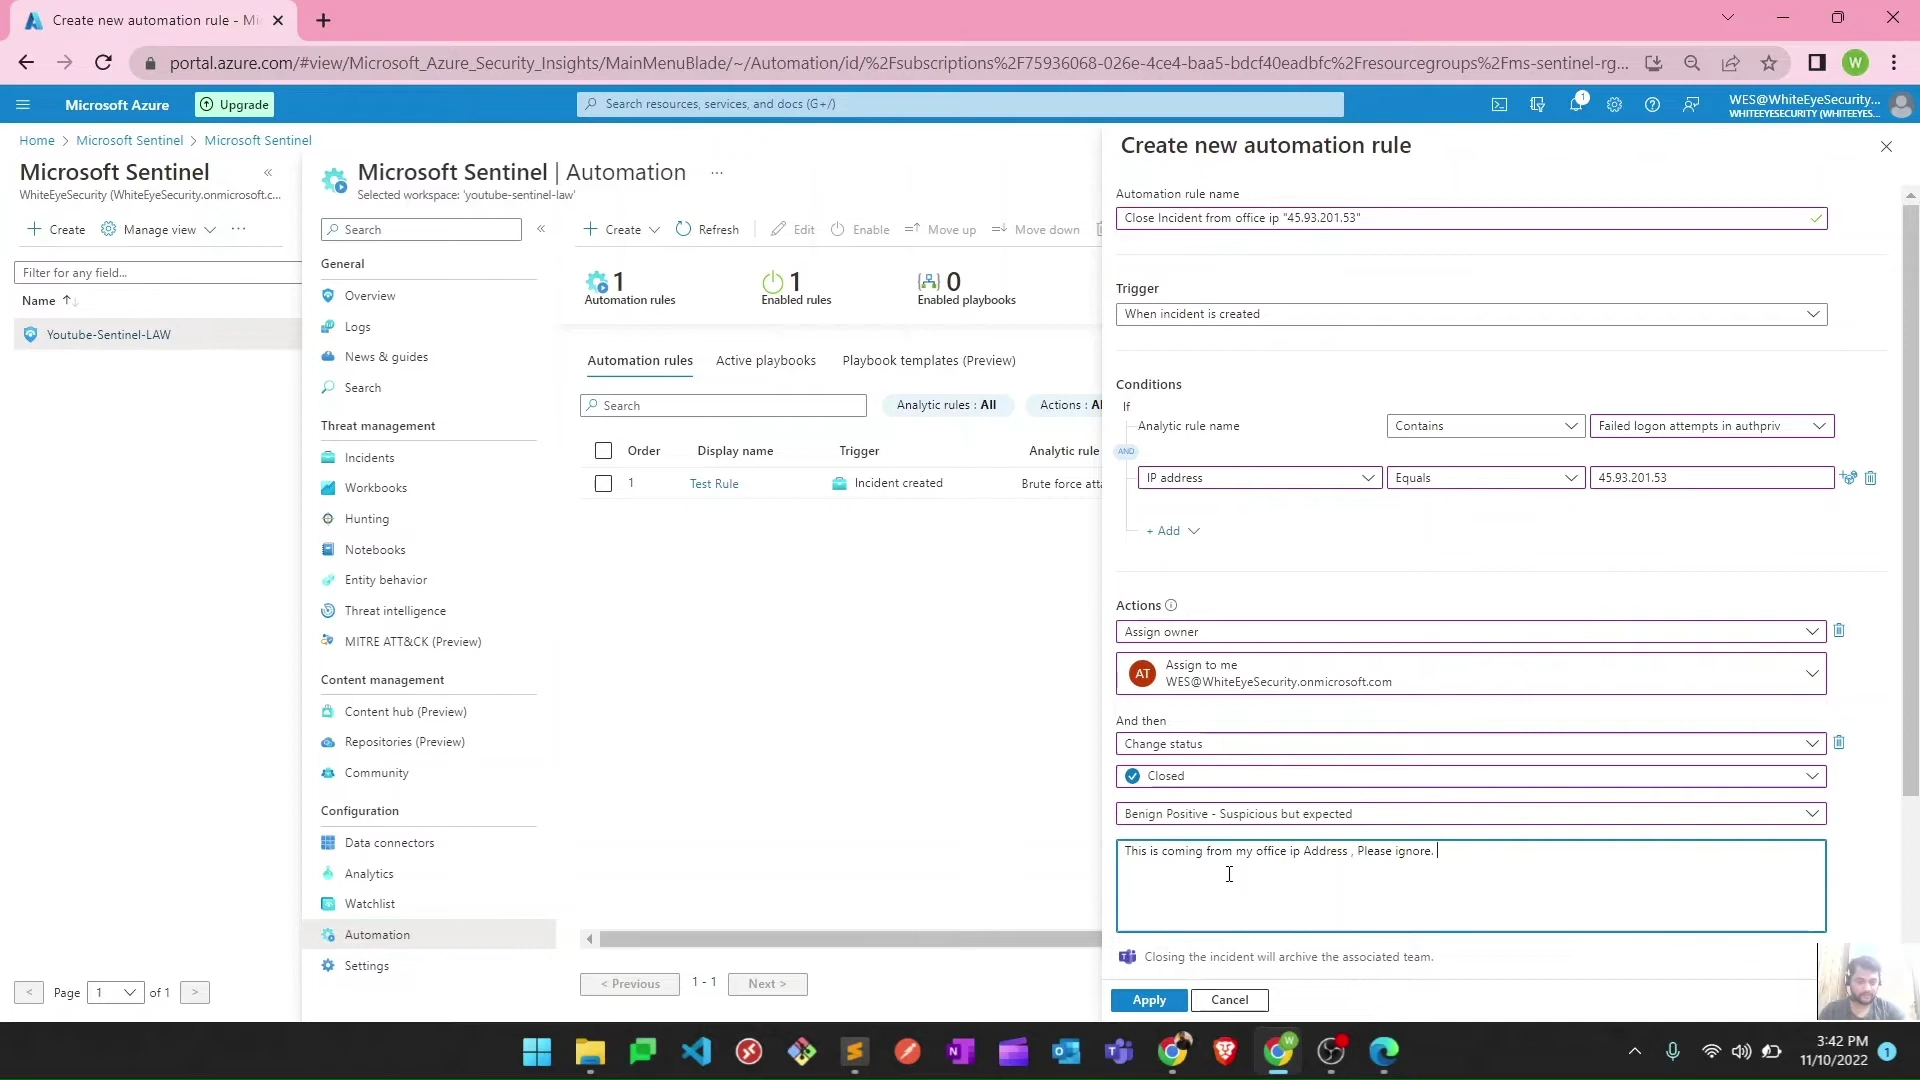 Create new automation rule - Mi
portal.azure.com/#view/Microsoft_Azure_Security_Insights/MainMenuBlade/~/Automation/id/%2Fsubscriptions%2F75936068-026e-4ce4-baa5-bdcf40eadbfc%2Fresourcegroups%2Fms-sentinel-rg...
W
Microsoft Azure
Upgrade
Search resources, services, and docs (G+/)
1
WES@WhiteEyeSecurity...
WHITEEYESECURITY (WHITEEYES...
Home > Microsoft Sentinel > Microsoft Sentinel
Microsoft Sentinel
WhiteEyeSecurity (WhiteEyeSecurity.onmicrosoft.c...
+ Create
Manage view
...
Filter for any field...
Name ↑↓
Youtube-Sentinel-LAW
< Page 1 of 1 >
Microsoft Sentinel | Automation
...
Selected workspace: 'youtube-sentinel-law'
Search
«
General
Overview
Logs
News & guides
Search
Threat management
Incidents
Workbooks
Hunting
Notebooks
Entity behavior
Threat intelligence
MITRE ATT&CK (Preview)
Content management
Content hub (Preview)
Repositories (Preview)
Community
Configuration
Data connectors
Analytics
Watchlist
Automation
Settings
+ Create
Refresh
Edit
Enable
Move up
Move down
1
Automation rules
1
Enabled rules
0
Enabled playbooks
Automation rules
Active playbooks
Playbook templates (Preview)
Search
Analytic rules : All
Actions : Al
Order
Display name
Trigger
Analytic rule
1
Test Rule
Incident created
Brute force atta
< Previous
1 - 1
Next >
Create new automation rule
Automation rule name
Close Incident from office ip "45.93.201.53"
Trigger
When incident is created
Conditions
If
Analytic rule name
Contains
Failed logon attempts in authpriv
AND
IP address
Equals
45.93.201.53
+ Add
Actions
Assign owner
AT
Assign to me
WES@WhiteEyeSecurity.onmicrosoft.com
And then
Change status
Closed
Benign Positive - Suspicious but expected
This is coming from my office ip Address , Please ignore.
Closing the incident will archive the associated team.
Apply
Cancel
3:42 PM
11/10/2022
1